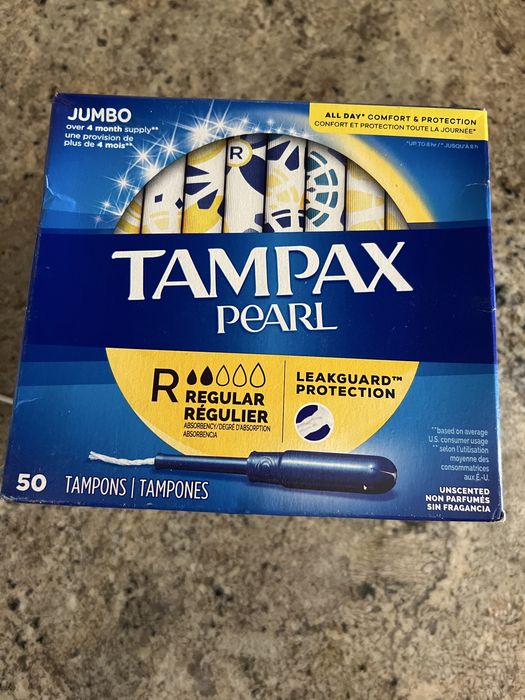 JUMBO
over 4 month supply**
une provision de
plus de 4 mois**
ALL DAY* COMFORT & PROTECTION
CONFORT ET PROTECTION TOUTE LA JOURNÉE*
*UP TO 8 hr / *JUSQU'À 8 h
R
TAMPAX
PEARL
R
REGULAR
RÉGULIER
ABSORBENCY/DEGRÉ D'ABSORPTION
ABSORBENCIA
LEAKGUARD™
PROTECTION
**based on average
U.S. consumer usage
**selon l'utilisation
moyenne des
consommatrices
aux É.-U.
50 TAMPONS | TAMPONES
UNSCENTED
NON PARFUMÉS
SIN FRAGANCIA